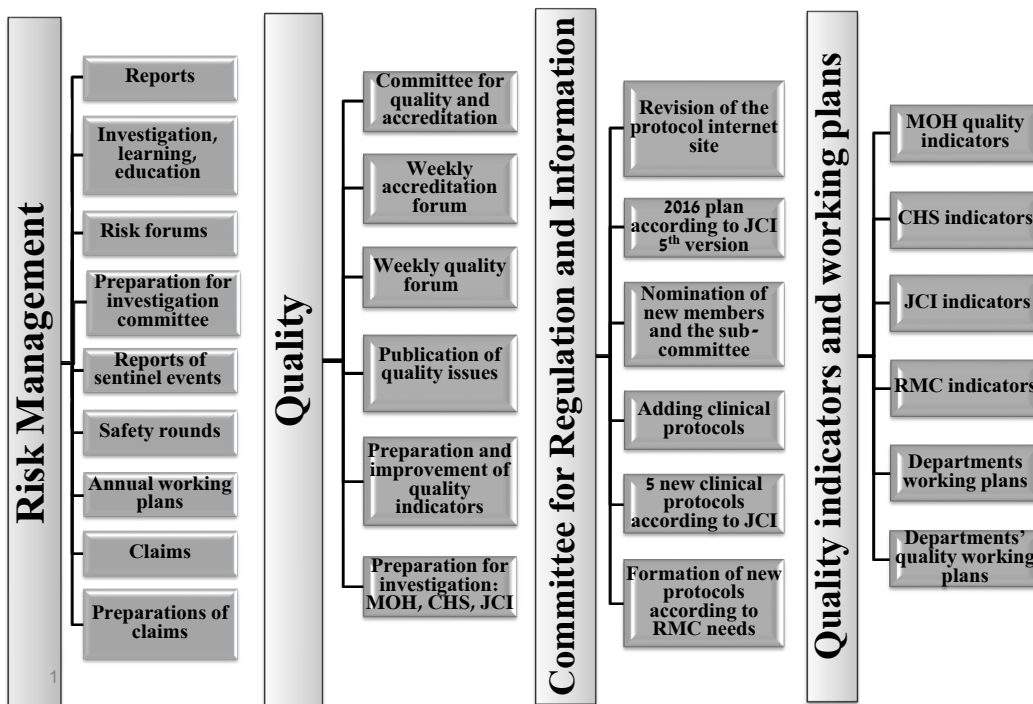 Risk Management
Reports
Investigation,
learning,
education
Risk forums
Preparation for
investigation
committee
Reports of
sentinel events
Safety rounds
Annual working
plans
Claims
Preparations of
claims
1
Quality
Committee for
quality and
accreditation
Weekly
accreditation
forum
Weekly quality
forum
Publication of
quality issues
Preparation and
improvement of
quality
indicators
Preparation for
investigation:
MOH, CHS, JCI
Committee for Regulation and Information
Revision of the
protocol internet
site
2016 plan
according to JCI
5th version
Nomination of
new members
and the sub-
committee
Adding clinical
protocols
5 new clinical
protocols
according to JCI
Formation of new
protocols
according to
RMC needs
Quality indicators and working plans
MOH quality
indicators
CHS indicators
JCI indicators
RMC indicators
Departments
working plans
Departments’
quality working
plans